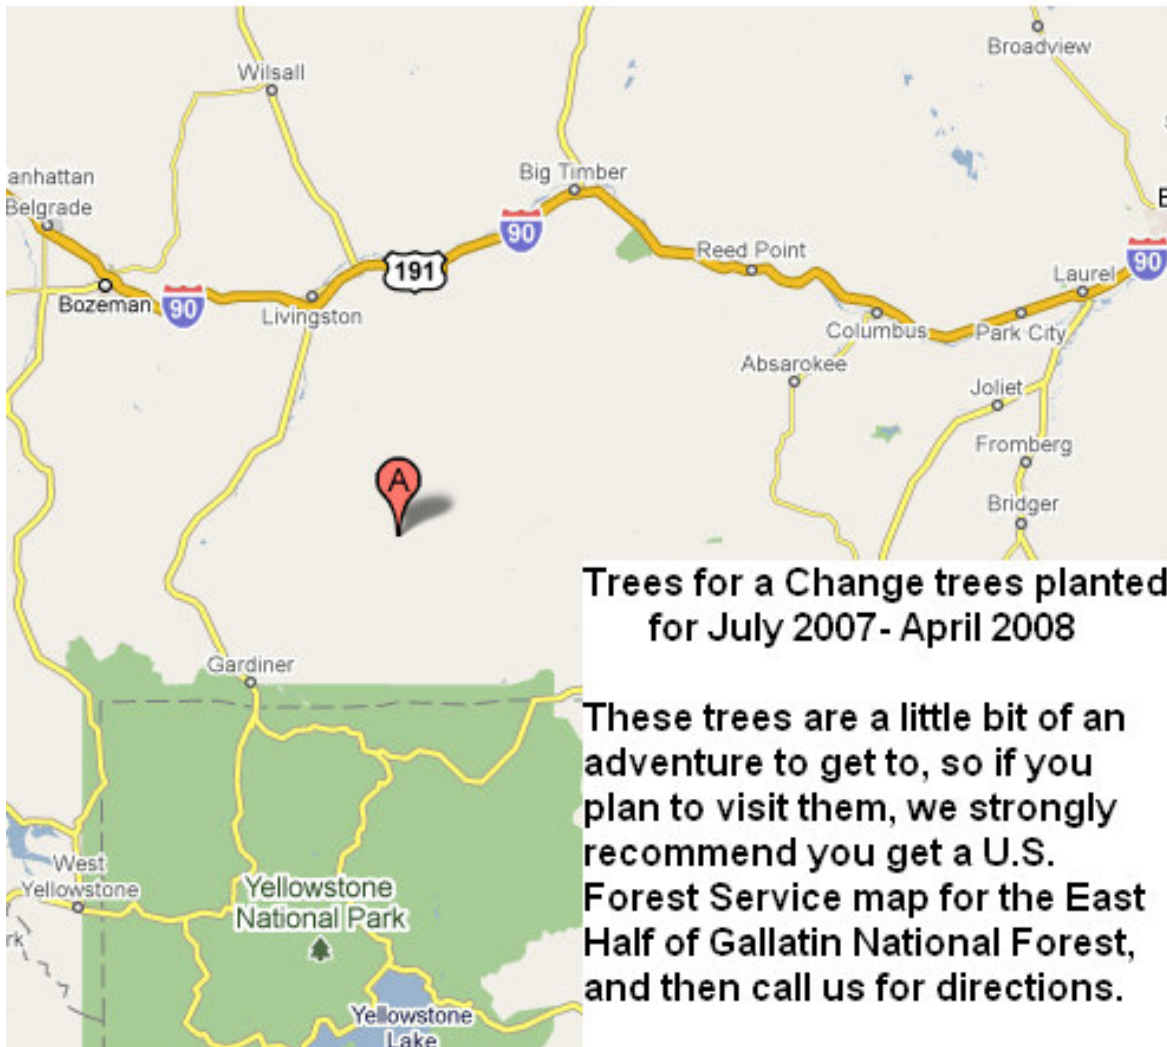 Broadview
Wilsall
anhattan
Belgrade
Big Timber
90
Reed Point
191
Laurel
90
Bozeman
90
Livingston
Columbus
Park City
Absarokee
Joliet
Fromberg
A
Bridger
Trees for a Change trees planted
for July 2007- April 2008
Gardiner
These trees are a little bit of an
adventure to get to, so if you
plan to visit them, we strongly
recommend you get a U.S.
Forest Service map for the East
Half of Gallatin National Forest,
and then call us for directions.
West
Yellowstone
Yellowstone
National Park
rk
Yellowstone
Lake